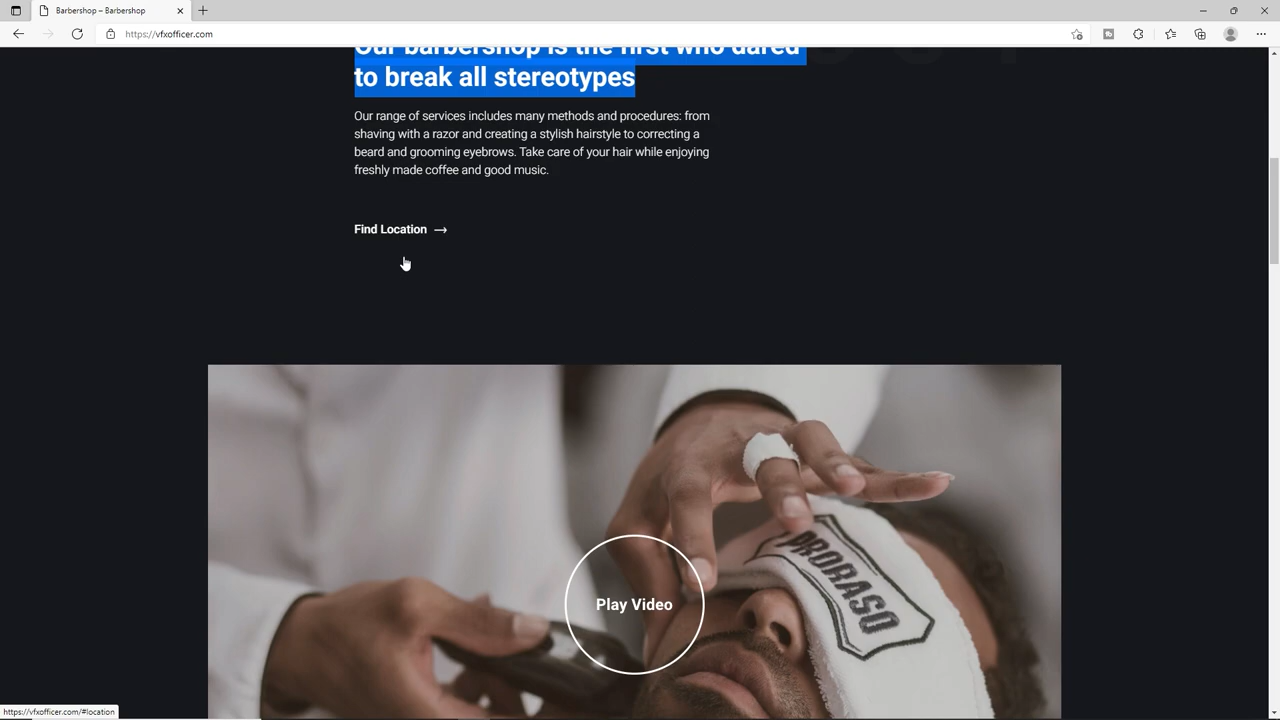 Barbershop – Barbershop
https://vfxofficer.com
Our barbershop is the first who dared
to break all stereotypes
Our range of services includes many methods and procedures: from
shaving with a razor and creating a stylish hairstyle to correcting a
beard and grooming eyebrows. Take care of your hair while enjoying
freshly made coffee and good music.
Find Location →
PRORASO
Play Video
https://vfxofficer.com/#location